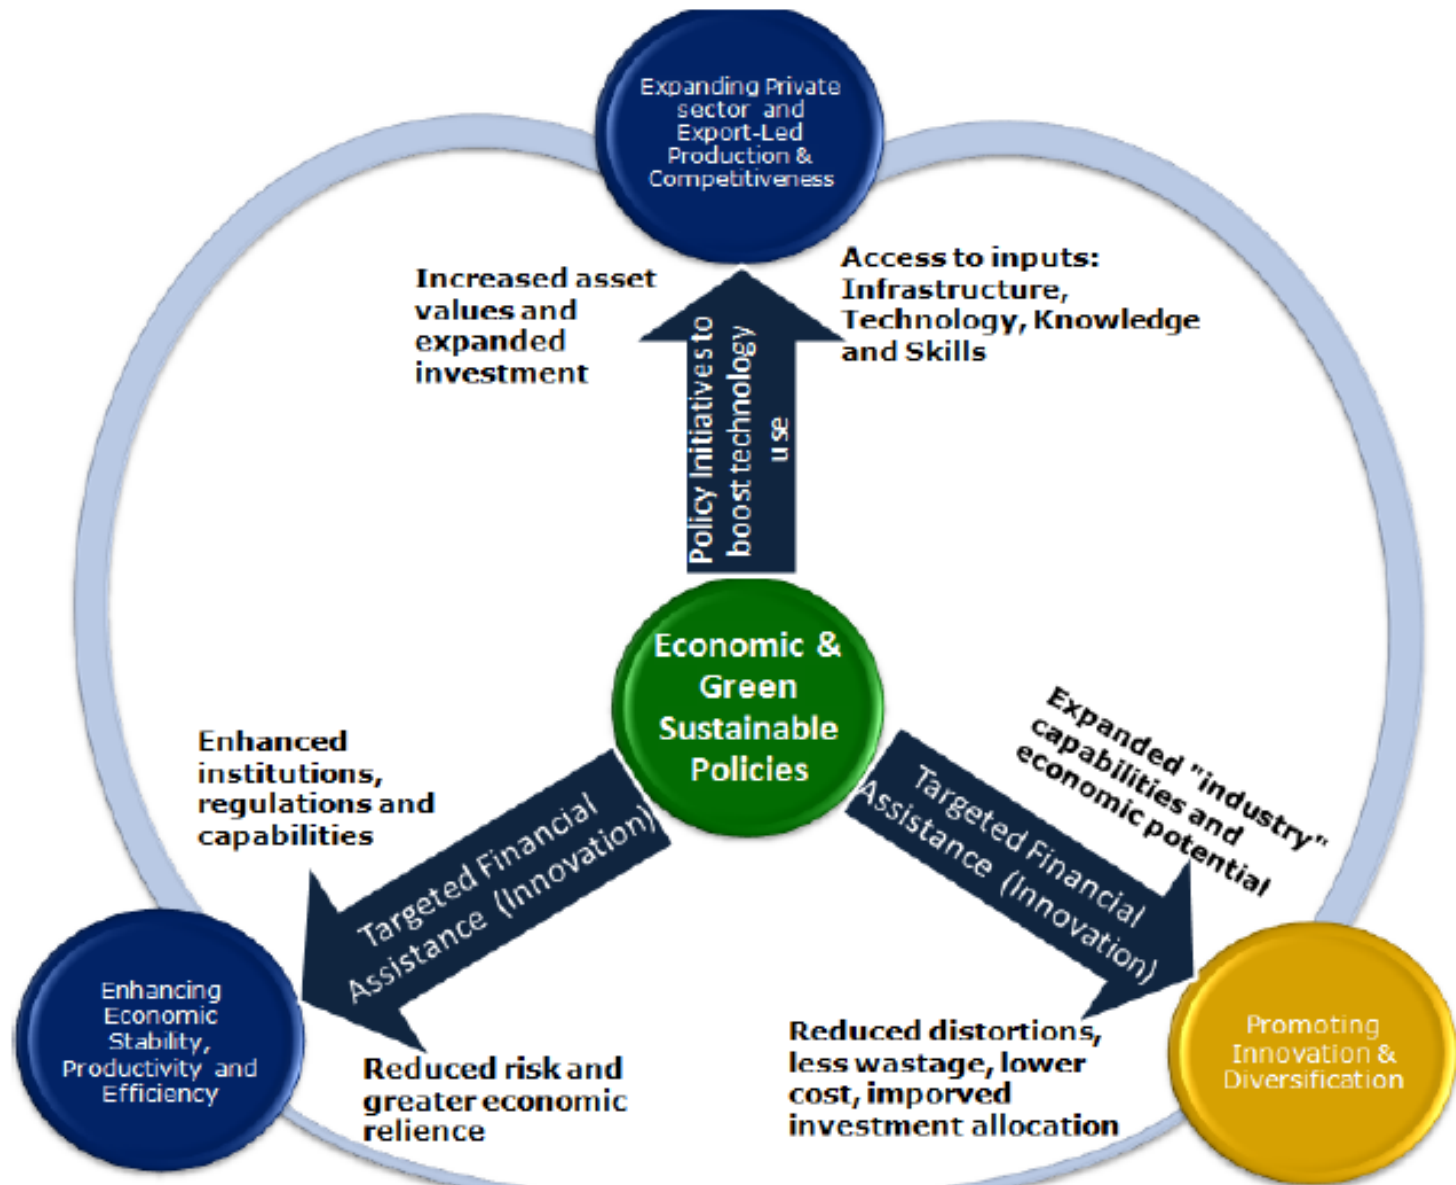 Expanding Private
sector and
Export-Led
Production &
Competitiveness
Increased asset
values and
expanded
investment
Access to inputs:
Infrastructure,
Technology, Knowledge
and Skills
Policy Initiatives to
boost technology
use
Economic &
Green
Sustainable
Policies
Enhanced
institutions,
regulations and
capabilities
Targeted Financial
Assistance (Innovation)
Targeted Financial
Assistance (Innovation)
Expanded "industry"
capabilities and
economic potential
Enhancing
Economic
Stability,
Productivity and
Efficiency
Reduced risk and
greater economic
relience
Reduced distortions,
less wastage, lower
cost, imporved
investment allocation
Promoting
Innovation &
Diversification